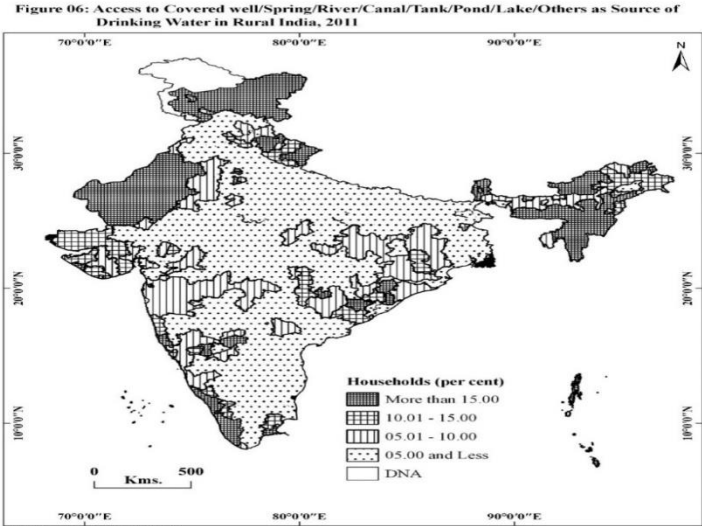 Figure 06: Access to Covered well/Spring/River/Canal/Tank/Pond/Lake/Others as Source of
Drinking Water in Rural India, 2011
70°0'0"E 80°0'0"E 90°0'0"E
N
30°0'0"N 30°0'0"N
20°0'0"N 20°0'0"N
10°0'0"N 10°0'0"N
Households (per cent)
More than 15.00
10.01 - 15.00
05.01 - 10.00
05.00 and Less
DNA
0 500
Kms.
70°0'0"E 80°0'0"E 90°0'0"E